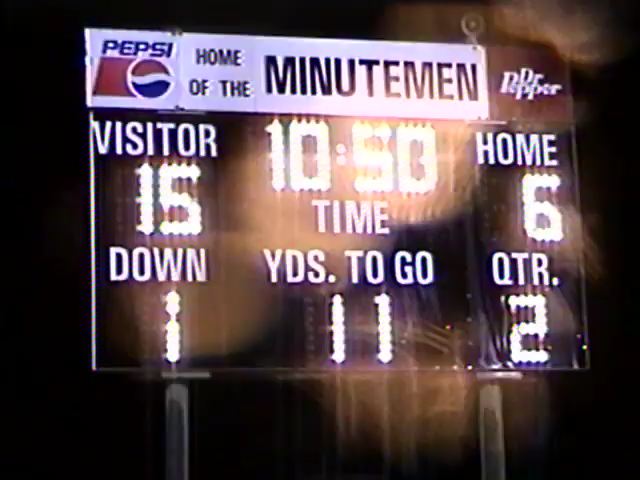 PEPSI
HOME
OF THE
MINUTEMEN
Dr
Pepper
VISITOR
10:50
HOME
15
TIME
6
DOWN
YDS. TO GO
QTR.
1
11
2